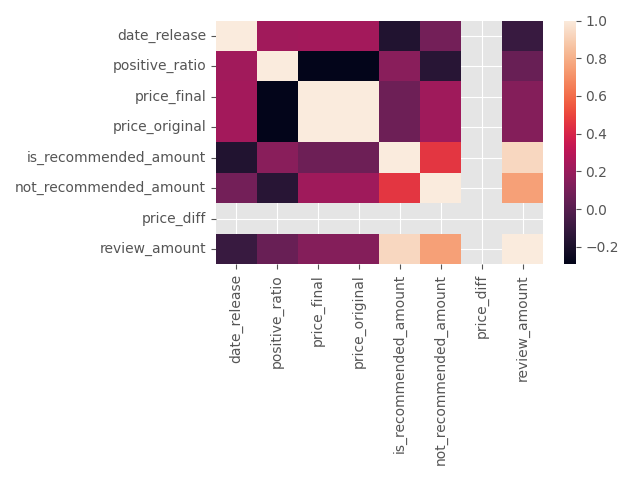 date_release
positive_ratio
price_final
price_original
is_recommended_amount
not_recommended_amount
price_diff
review_amount
date_release
positive_ratio
price_final
price_original
is_recommended_amount
not_recommended_amount
price_diff
review_amount
1.0
0.8
0.6
0.4
0.2
0.0
−0.2